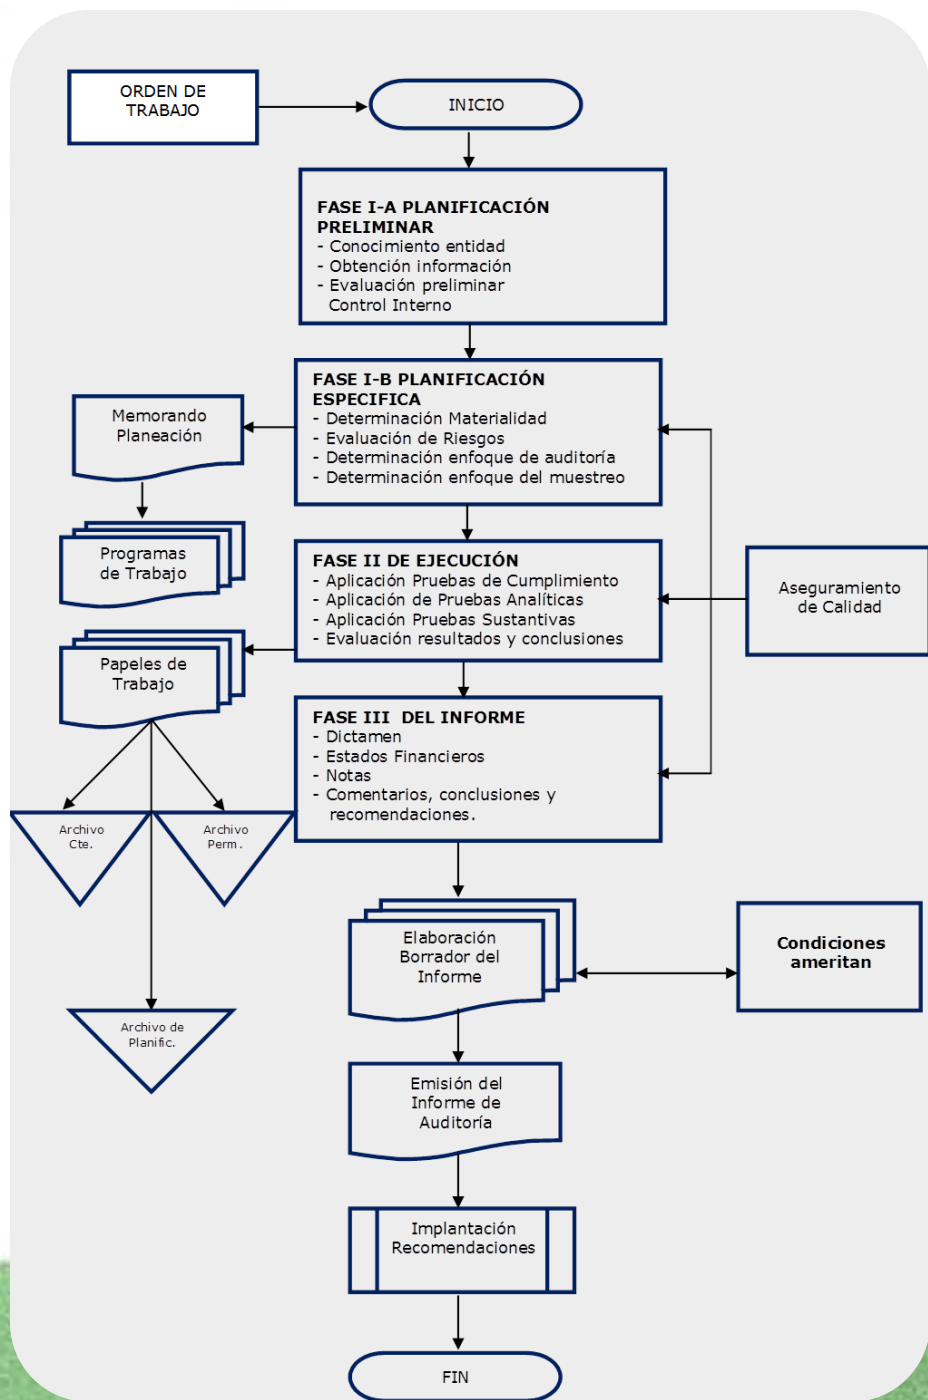 ORDEN DE
TRABAJO
INICIO
FASE I-A PLANIFICACIÓN
PRELIMINAR
- Conocimiento entidad
- Obtención información
- Evaluación preliminar
Control Interno
FASE I-B PLANIFICACIÓN
ESPECIFICA
- Determinación Materialidad
- Evaluación de Riesgos
- Determinación enfoque de auditoría
- Determinación enfoque del muestreo
Memorando
Planeación
Programas
de Trabajo
FASE II DE EJECUCIÓN
- Aplicación Pruebas de Cumplimiento
- Aplicación de Pruebas Analíticas
- Aplicación Pruebas Sustantivas
- Evaluación resultados y conclusiones
Aseguramiento
de Calidad
Papeles de
Trabajo
FASE III DEL INFORME
- Dictamen
- Estados Financieros
- Notas
- Comentarios, conclusiones y
recomendaciones.
Archivo
Cte.
Archivo
Perm.
Archivo de
Planific.
Elaboración
Borrador del
Informe
Condiciones
ameritan
Emisión del
Informe de
Auditoría
Implantación
Recomendaciones
FIN